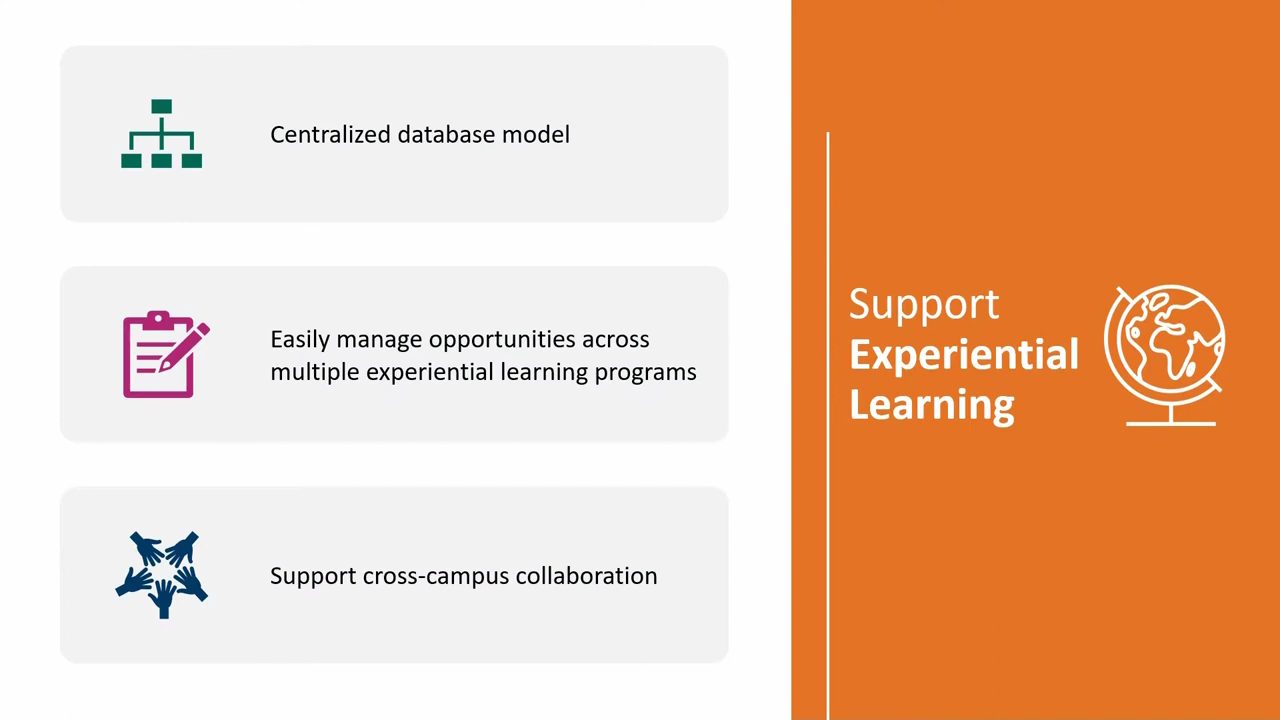 Centralized database model
Easily manage opportunities across
multiple experiential learning programs
Support cross-campus collaboration
Support
Experiential
Learning